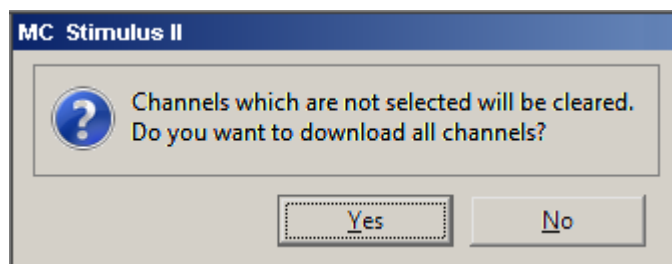 MC Stimulus II
Channels which are not selected will be cleared.
Do you want to download all channels?
Yes
No